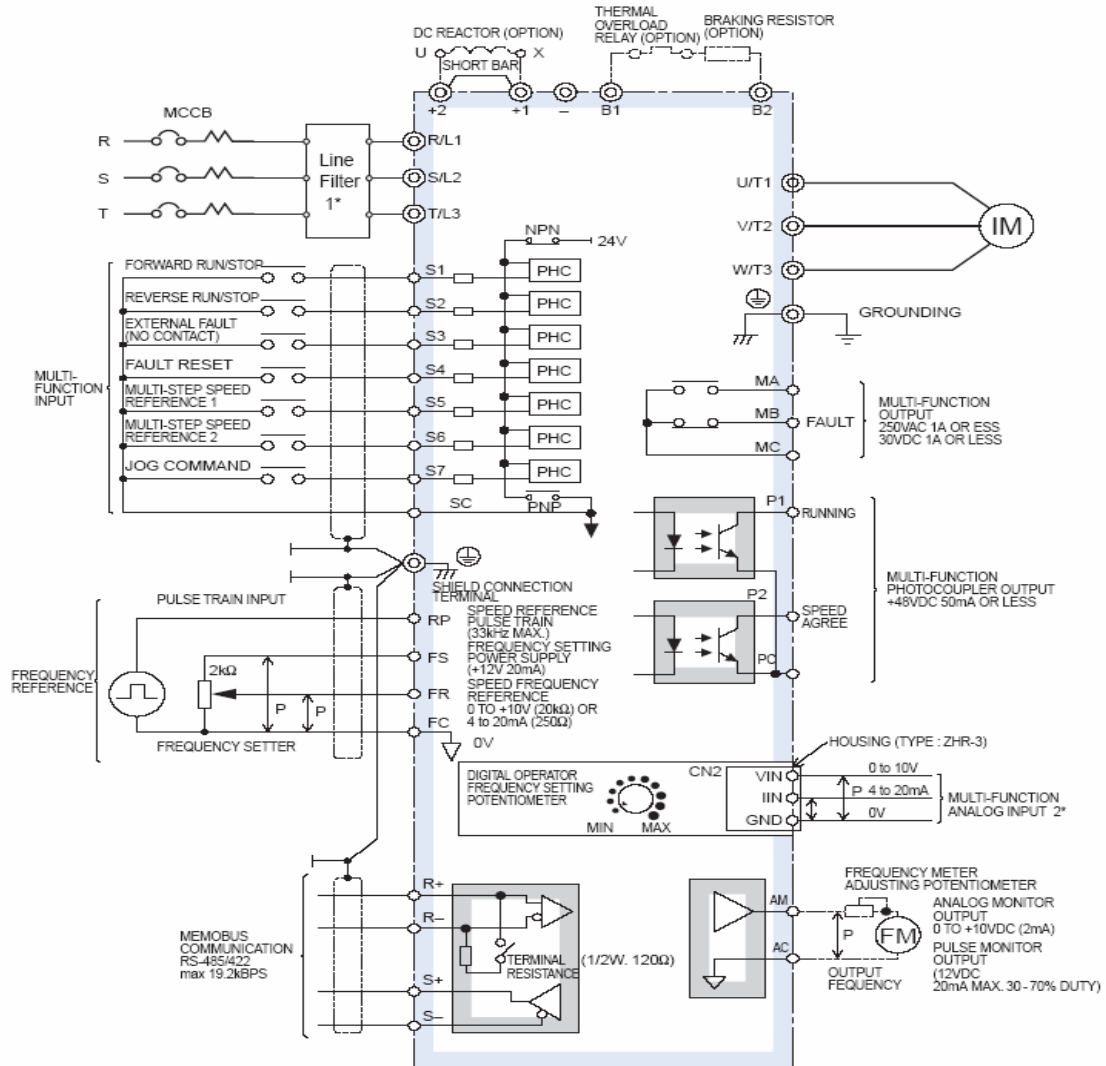 DC REACTOR (OPTION)
U
X
SHORT BAR
THERMAL
OVERLOAD
RELAY (OPTION)
BRAKING RESISTOR
(OPTION)
+2
+1
–
B1
B2
MCCB
R
S
T
Line
Filter
1*
R/L1
S/L2
T/L3
U/T1
V/T2
W/T3
IM
GROUNDING
NPN
24V
MULTI-
FUNCTION
INPUT
FORWARD RUN/STOP
S1
PHC
REVERSE RUN/STOP
S2
PHC
EXTERNAL FAULT
(NO CONTACT)
S3
PHC
FAULT RESET
S4
PHC
MULTI-STEP SPEED
REFERENCE 1
S5
PHC
MULTI-STEP SPEED
REFERENCE 2
S6
PHC
JOG COMMAND
S7
PHC
SC
PNP
MA
MB
MC
FAULT
MULTI-FUNCTION
OUTPUT
250VAC 1A OR ESS
30VDC 1A OR LESS
P1
RUNNING
P2
SPEED
AGREE
PC
MULTI-FUNCTION
PHOTOCOUPLER OUTPUT
+48VDC 50mA OR LESS
SHIELD CONNECTION
TERMINAL
FREQUENCY
REFERENCE
PULSE TRAIN INPUT
2kΩ
P
P
FREQUENCY SETTER
RP
SPEED REFERENCE
PULSE TRAIN
(33kHz MAX.)
FS
FREQUENCY SETTING
POWER SUPPLY
(+12V 20mA)
FR
SPEED FREQUENCY
REFERENCE
0 TO +10V (20kΩ) OR
4 to 20mA (250Ω)
FC
0V
DIGITAL OPERATOR
FREQUENCY SETTING
POTENTIOMETER
MIN
MAX
CN2
HOUSING (TYPE : ZHR-3)
VIN
IIN
GND
0 to 10V
P
4 to 20mA
0V
MULTI-FUNCTION
ANALOG INPUT 2*
MEMOBUS
COMMUNICATION
RS-485/422
max 19.2kBPS
R+
R–
S+
S–
TERMINAL
RESISTANCE
(1/2W. 120Ω)
AM
AC
P
FREQUENCY METER
ADJUSTING POTENTIOMETER
FM
ANALOG MONITOR
OUTPUT
0 TO +10VDC (2mA)
PULSE MONITOR
OUTPUT
(12VDC
20mA MAX. 30 - 70% DUTY)
OUTPUT
FEQUENCY